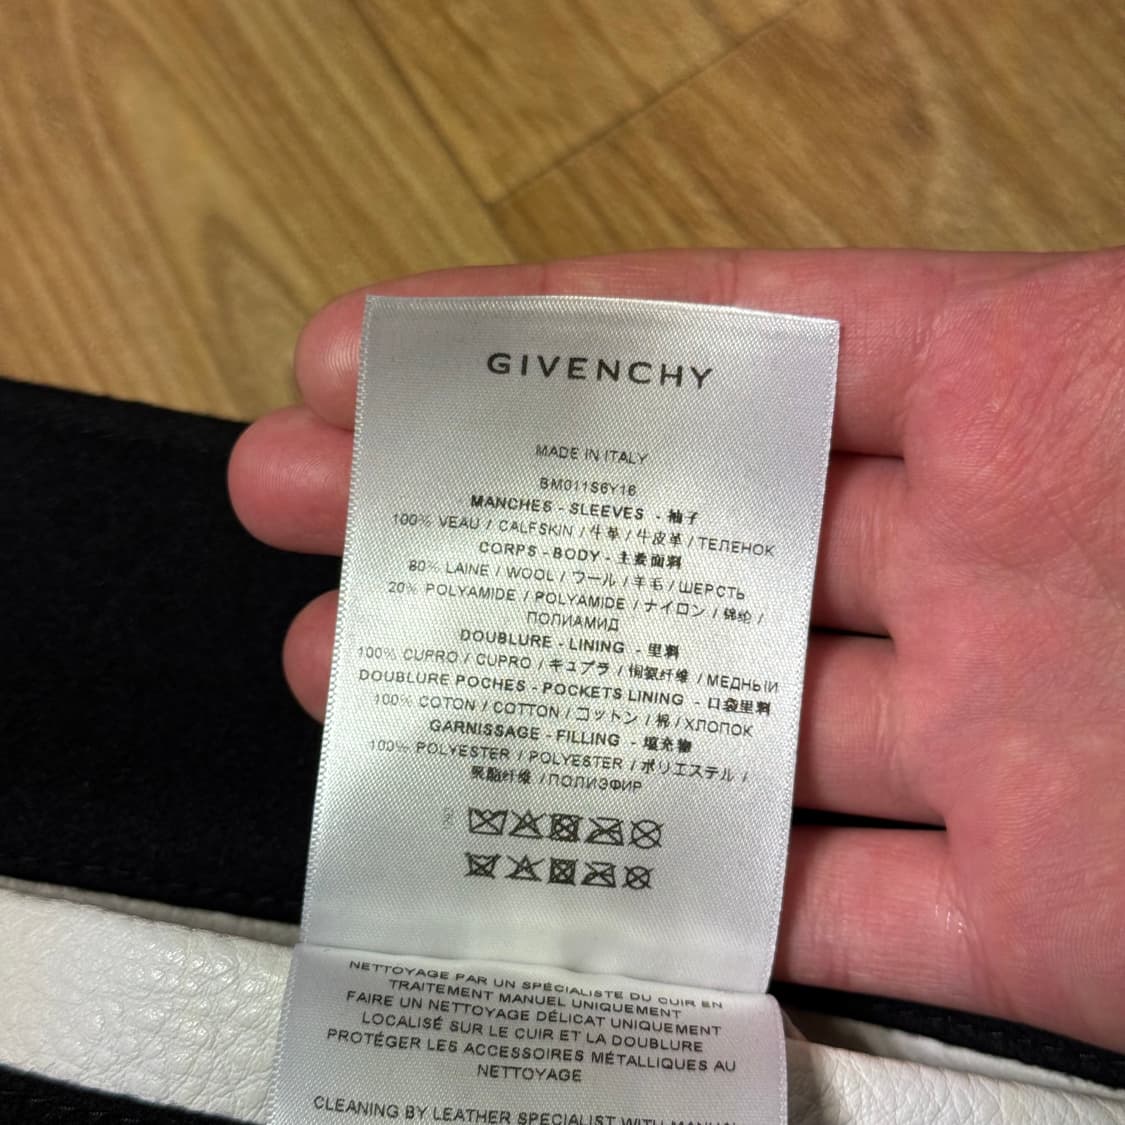 GIVENCHY
MADE IN ITALY
BM011S6Y16
MANCHES - SLEEVES - 袖子
100% VEAU / CALFSKIN / 牛革 / 牛皮革 / ТЕЛЕНОК
CORPS - BODY - 主要面料
80% LAINE / WOOL / ウール / 羊毛 / ШЕРСТЬ
20% POLYAMIDE / POLYAMIDE / ナイロン / 锦纶 /
ПОЛИАМИД
DOUBLURE - LINING - 里料
100% CUPRO / CUPRO / キュプラ / 铜氨纤维 / МЕДНЫЙ
DOUBLURE POCHES - POCKETS LINING - 口袋里料
100% COTON / COTTON / コットン / 棉 / ХЛОПОК
GARNISSAGE - FILLING - 填充物
100% POLYESTER / POLYESTER / ポリエステル /
聚酯纤维 / ПОЛИЭФИР
NETTOYAGE PAR UN SPÉCIALISTE DU CUIR EN
TRAITEMENT MANUEL UNIQUEMENT
FAIRE UN NETTOYAGE DÉLICAT UNIQUEMENT
LOCALISÉ SUR LE CUIR ET LA DOUBLURE
PROTÉGER LES ACCESSOIRES MÉTALLIQUES AU
NETTOYAGE
CLEANING BY LEATHER SPECIALIST WITH